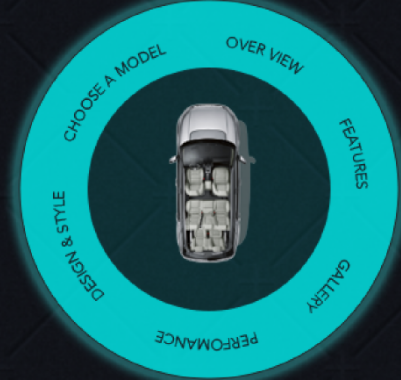 CHOOSE A MODEL
OVER VIEW
FEATURES
GALLERY
PERFOMANCE
DESIGN & STYLE